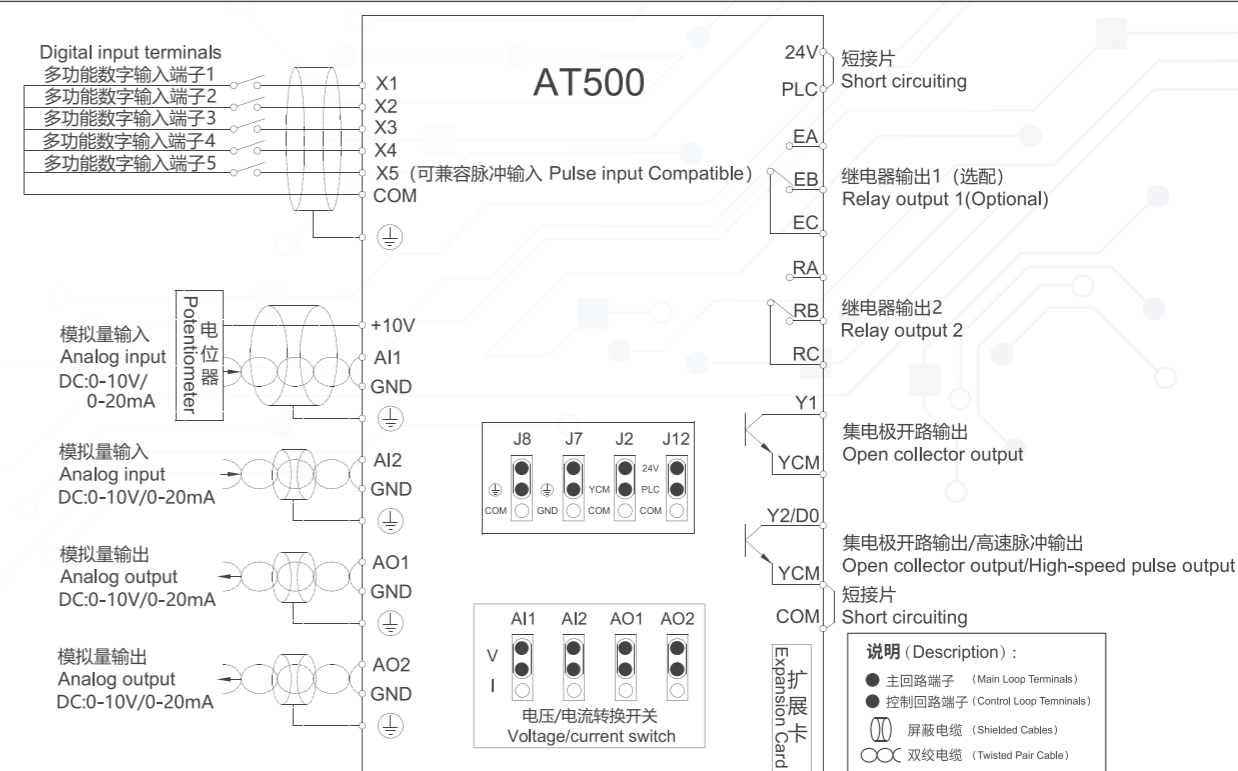 Digital input terminals
多功能数字输入端子1
多功能数字输入端子2
多功能数字输入端子3
多功能数字输入端子4
多功能数字输入端子5
X1
X2
X3
X4
X5（可兼容脉冲输入 Pulse input Compatible）
COM
AT500
24V
PLC
短接片
Short circuiting
EA
EB
EC
继电器输出1（选配）
Relay output 1(Optional)
RA
RB
RC
继电器输出2
Relay output 2
模拟量输入
Analog input
DC:0-10V/
0-20mA
电位器
Potentiometer
+10V
AI1
GND
模拟量输入
Analog input
DC:0-10V/0-20mA
AI2
GND
模拟量输出
Analog output
DC:0-10V/0-20mA
AO1
GND
模拟量输出
Analog output
DC:0-10V/0-20mA
AO2
GND
J8 J7 J2 J12
24V
YCM PLC
COM GND COM COM
AI1 AI2 AO1 AO2
V
I
电压/电流转换开关
Voltage/current switch
Y1
YCM
集电极开路输出
Open collector output
Y2/D0
YCM
集电极开路输出/高速脉冲输出
Open collector output/High-speed pulse output
COM
短接片
Short circuiting
扩展卡
Expansion Card
说明（Description）:
主回路端子 （Main Loop Terminals）
控制回路端子（Control Loop Temninals）
屏蔽电缆 （Shielded Cables）
双绞电缆 （Twisted Pair Cable）